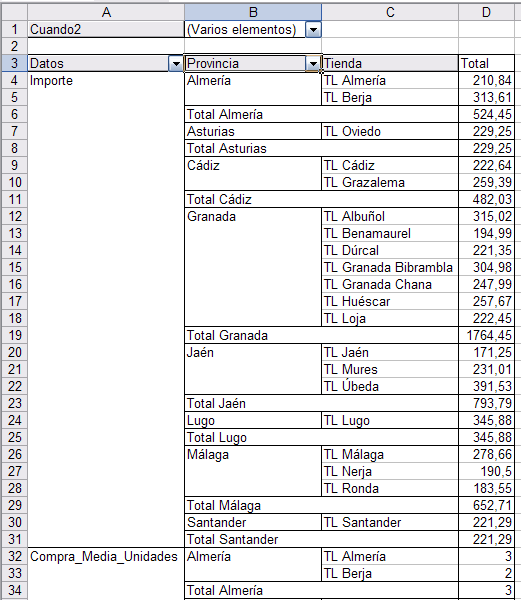 A B C D
1 Cuando2 (Varios elementos)
2
3 Datos Provincia Tienda Total
4 Importe Almería TL Almería 210,84
5 TL Berja 313,61
6 Total Almería 524,45
7 Asturias TL Oviedo 229,25
8 Total Asturias 229,25
9 Cádiz TL Cádiz 222,64
10 TL Grazalema 259,39
11 Total Cádiz 482,03
12 Granada TL Albuñol 315,02
13 TL Benamaurel 194,99
14 TL Dúrcal 221,35
15 TL Granada Bibrambla 304,98
16 TL Granada Chana 247,99
17 TL Huéscar 257,67
18 TL Loja 222,45
19 Total Granada 1764,45
20 Jaén TL Jaén 171,25
21 TL Mures 231,01
22 TL Úbeda 391,53
23 Total Jaén 793,79
24 Lugo TL Lugo 345,88
25 Total Lugo 345,88
26 Málaga TL Málaga 278,66
27 TL Nerja 190,5
28 TL Ronda 183,55
29 Total Málaga 652,71
30 Santander TL Santander 221,29
31 Total Santander 221,29
32 Compra_Media_Unidades Almería TL Almería 3
33 TL Berja 2
34 Total Almería 3